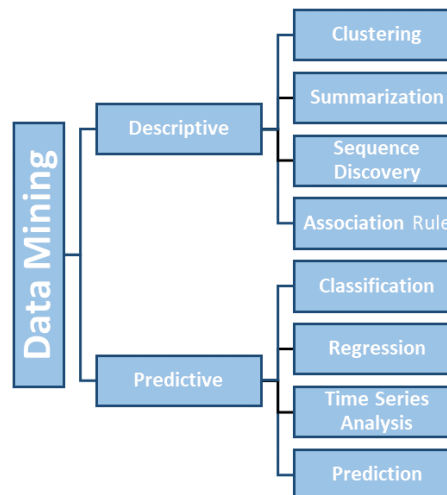 Data Mining
Descriptive
Clustering
Summarization
Sequence
Discovery
Association Rule
Predictive
Classification
Regression
Time Series
Analysis
Prediction